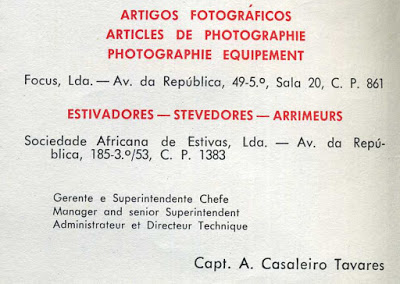 ARTIGOS FOTOGRÁFICOS
ARTICLES DE PHOTOGRAPHIE
PHOTOGRAPHIE EQUIPEMENT
Focus, Lda. — Av. da República, 49-5.º, Sala 20, C. P. 861
ESTIVADORES — STEVEDORES — ARRIMEURS
Sociedade Africana de Estivas, Lda. — Av. da Repú-
blica, 185-3.º/53, C. P. 1383
Gerente e Superintendente Chefe
Manager and senior Superintendent
Administrateur et Directeur Technique
Capt. A. Casaleiro Tavares